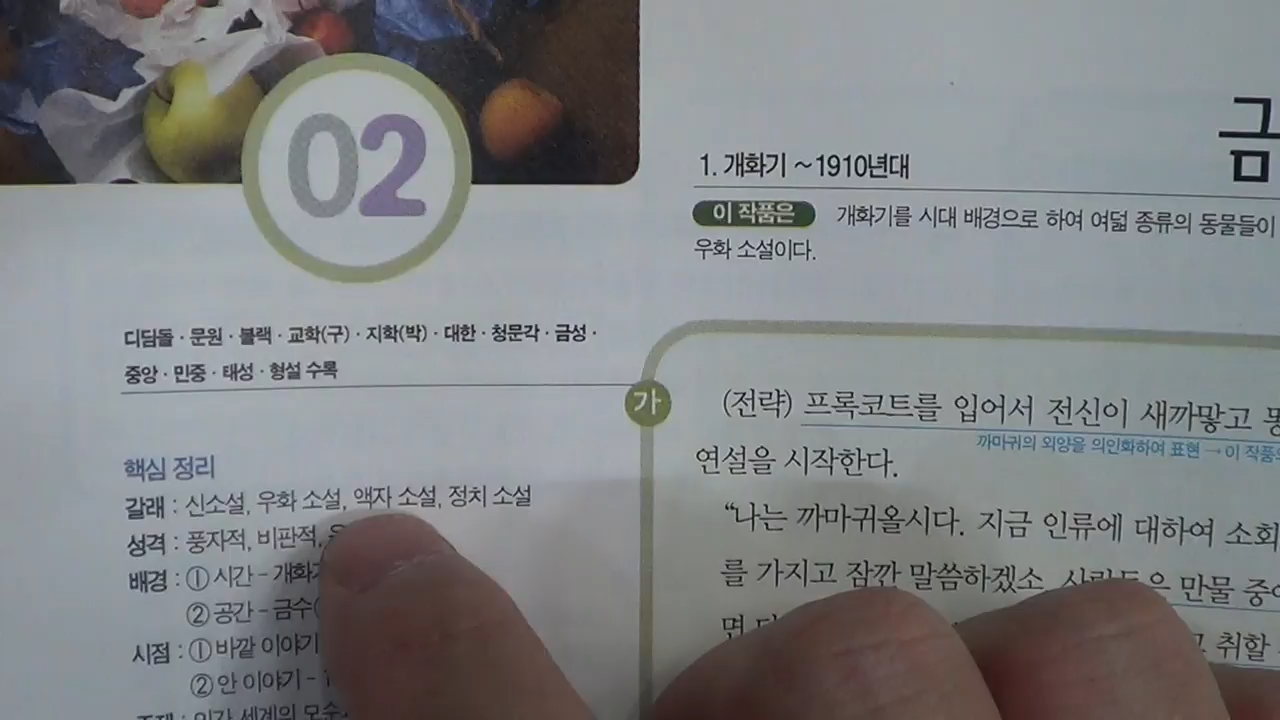 02
디딤돌 · 문원 · 블랙 · 교학(구) · 지학(박) · 대한 · 청문각 · 금성 ·
중앙 · 민중 · 태성 · 형설 수록
핵심 정리
갈래 : 신소설, 우화 소설, 액자 소설, 정치 소설
성격 : 풍자적, 비판적,
배경 : ① 시간 - 개화기
② 공간 - 금수
시점 : ① 바깥 이야기
② 안 이야기 -
금
1. 개화기 ~ 1910년대
이 작품은 개화기를 시대 배경으로 하여 여덟 종류의 동물들이
우화 소설이다.
가
(전략) 프록코트를 입어서 전신이 새까맣고
까마귀의 외양을 의인화하여 표현 → 이 작품의
연설을 시작한다.
“나는 까마귀올시다. 지금 인류에 대하여 소회
를 가지고 잠깐 말씀하겠소. 사람들은 만물 중에
취할